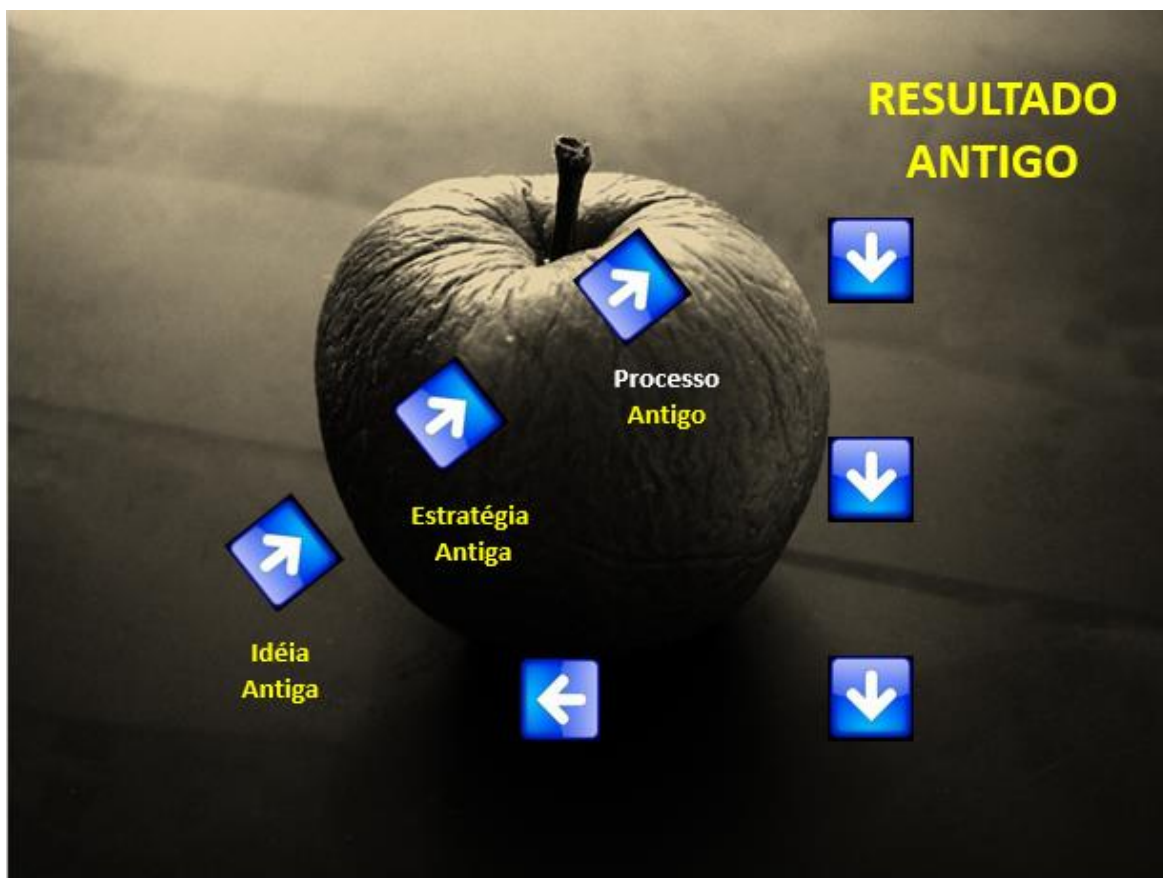 RESULTADO
ANTIGO
Processo
Antigo
Estratégia
Antiga
Idéia
Antiga